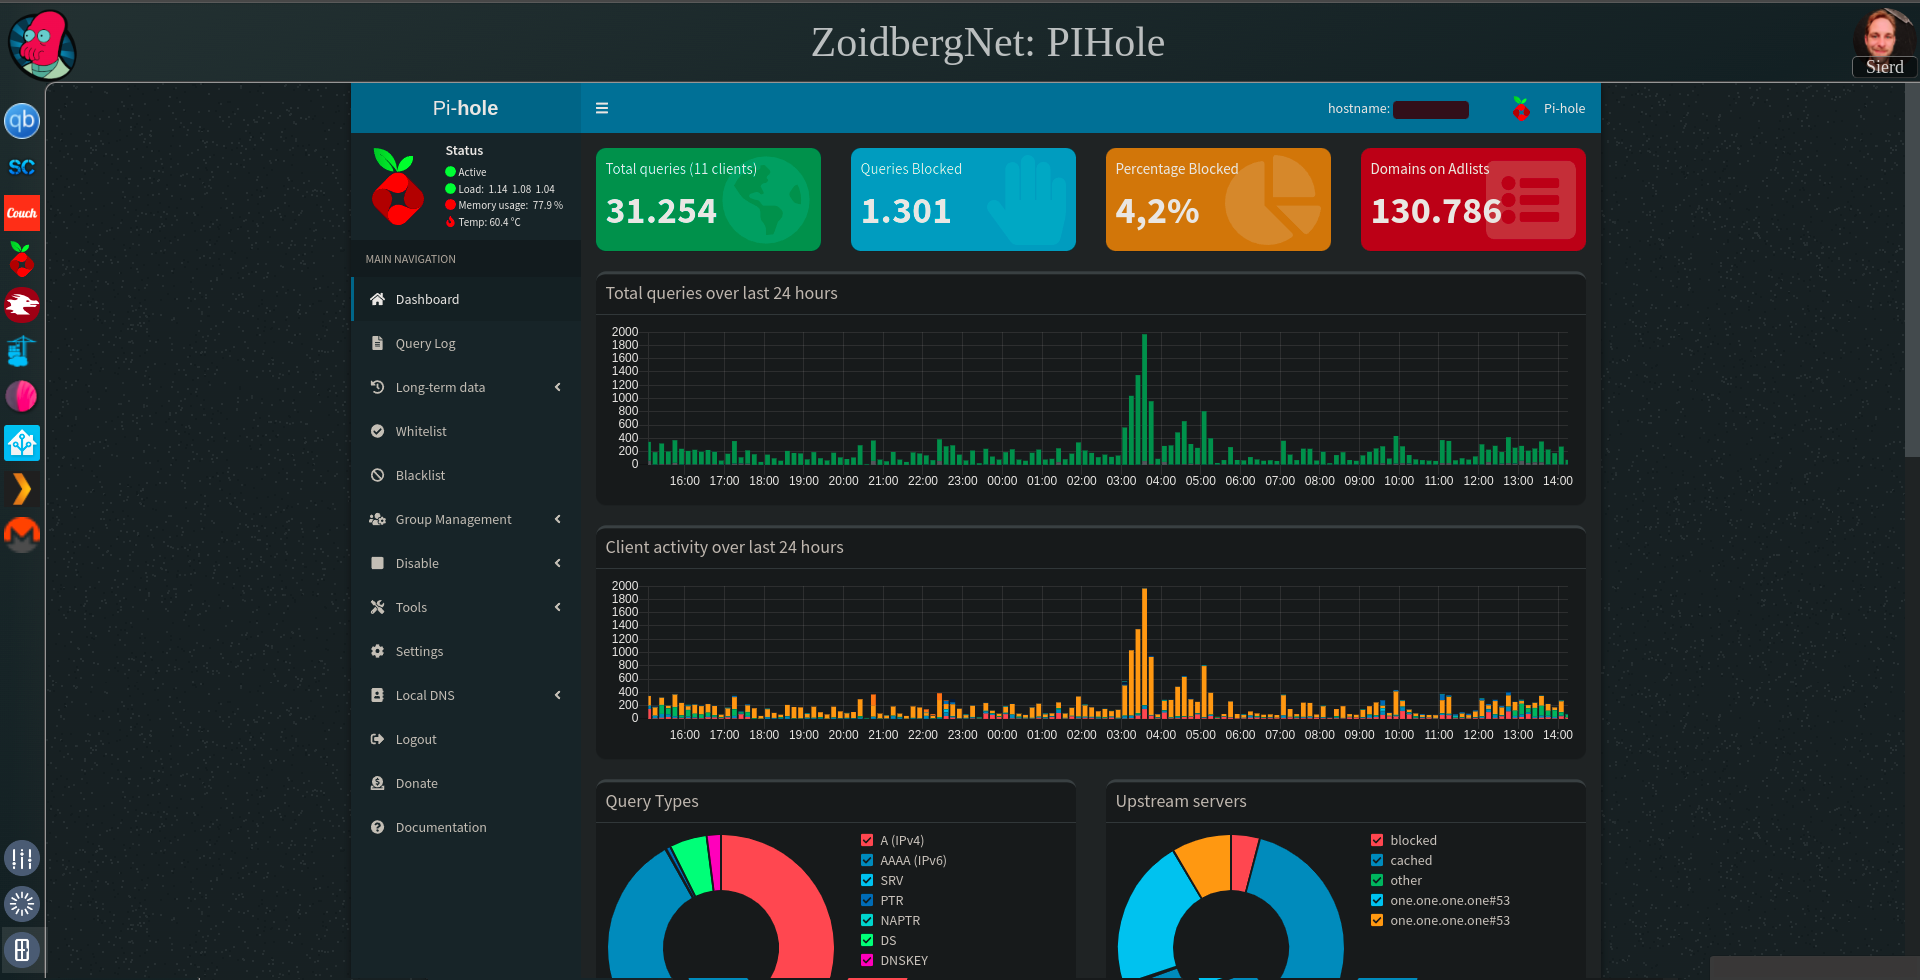 ZoidbergNet: PIHole
Sierd
qb
SC
Couch
Pi-hole
hostname:
Pi-hole
Status
Active
Load: 1.14 1.08 1.04
Memory usage: 77.9 %
Temp: 60.4 °C
MAIN NAVIGATION
Dashboard
Query Log
Long-term data
Whitelist
Blacklist
Group Management
Disable
Tools
Settings
Local DNS
Logout
Donate
Documentation
Total queries (11 clients)
31.254
Queries Blocked
1.301
Percentage Blocked
4,2%
Domains on Adlists
130.786
Total queries over last 24 hours
2000
1800
1600
1400
1200
1000
800
600
400
200
0
16:00 17:00 18:00 19:00 20:00 21:00 22:00 23:00 00:00 01:00 02:00 03:00 04:00 05:00 06:00 07:00 08:00 09:00 10:00 11:00 12:00 13:00 14:00
Client activity over last 24 hours
2000
1800
1600
1400
1200
1000
800
600
400
200
0
16:00 17:00 18:00 19:00 20:00 21:00 22:00 23:00 00:00 01:00 02:00 03:00 04:00 05:00 06:00 07:00 08:00 09:00 10:00 11:00 12:00 13:00 14:00
Query Types
A (IPv4)
AAAA (IPv6)
SRV
PTR
NAPTR
DS
DNSKEY
Upstream servers
blocked
cached
other
one.one.one.one#53
one.one.one.one#53